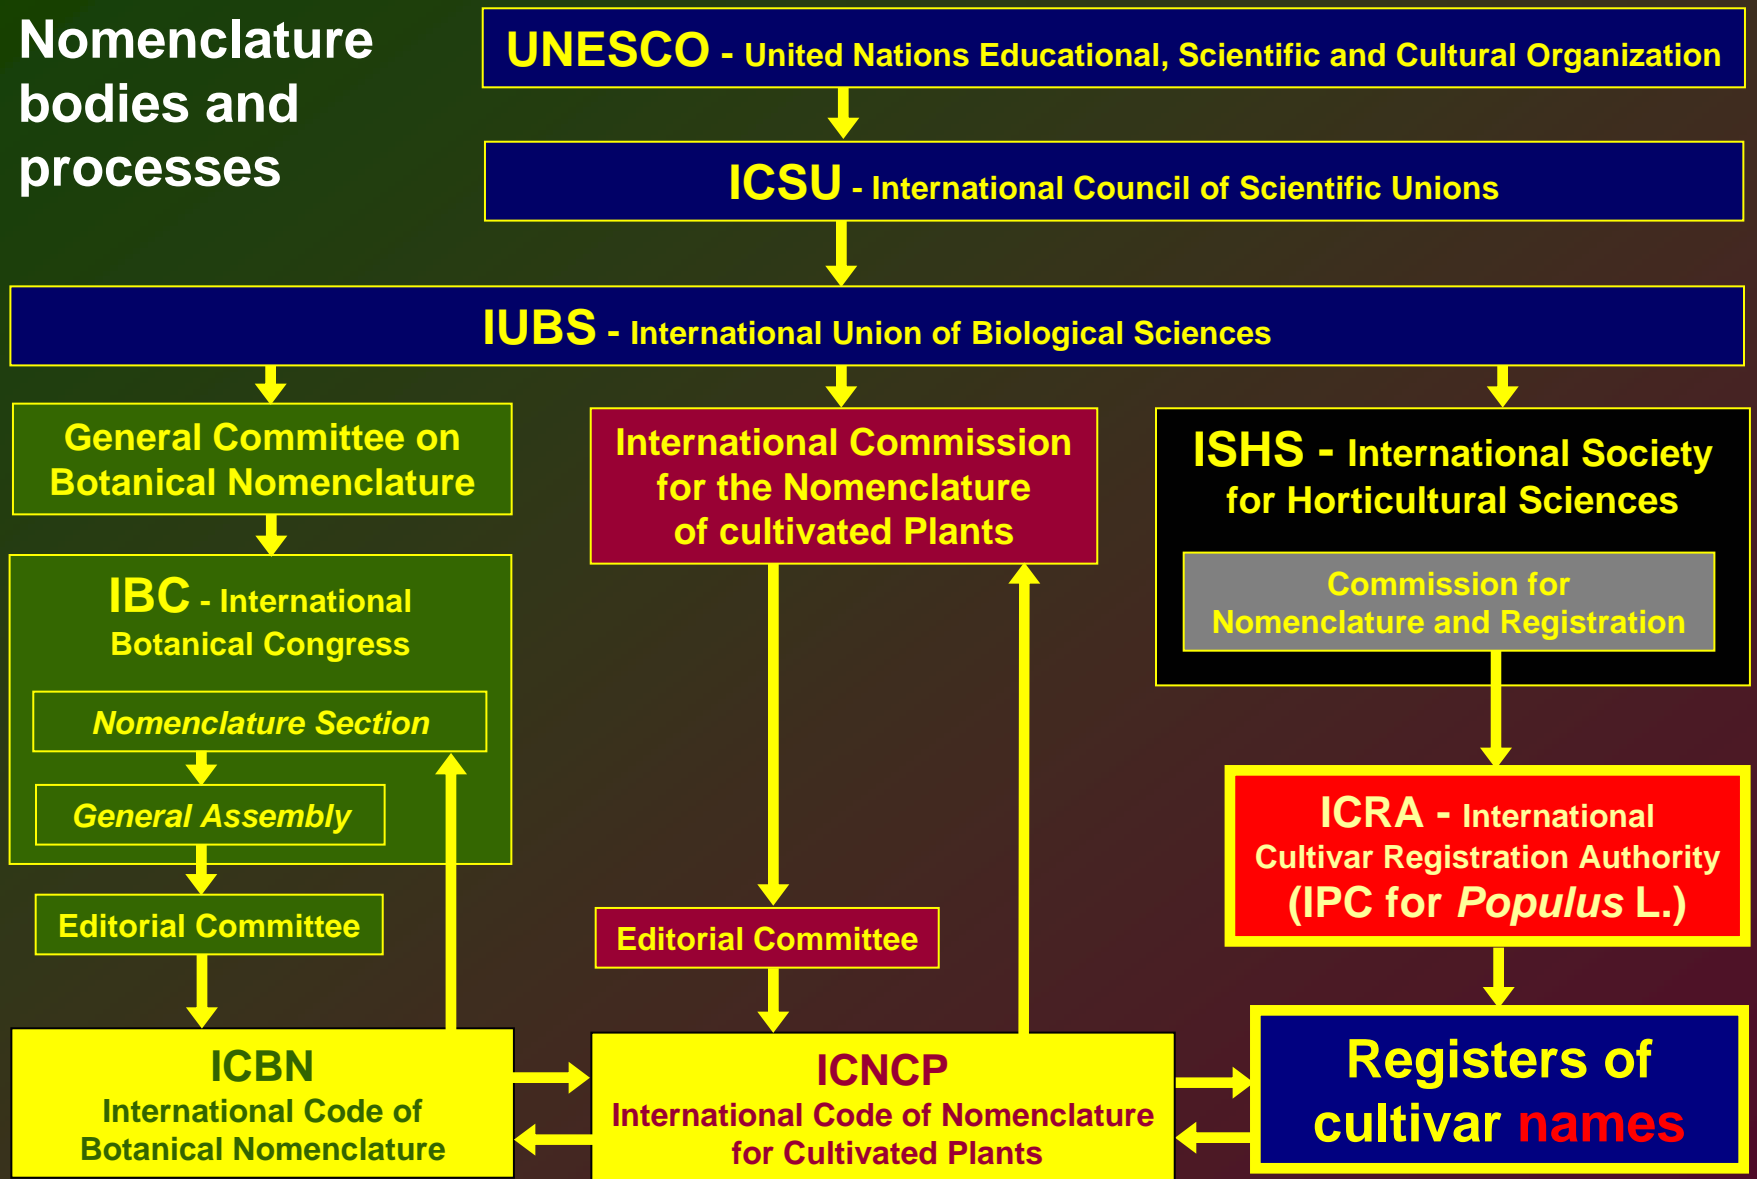 Nomenclature
bodies and
processes
UNESCO - United Nations Educational, Scientific and Cultural Organization
ICSU - International Council of Scientific Unions
IUBS - International Union of Biological Sciences
General Committee on
Botanical Nomenclature
IBC - International
Botanical Congress
Nomenclature Section
General Assembly
Editorial Committee
ICBN
International Code of
Botanical Nomenclature
International Commission
for the Nomenclature
of cultivated Plants
Editorial Committee
ICNCP
International Code of Nomenclature
for Cultivated Plants
ISHS - International Society
for Horticultural Sciences
Commission for
Nomenclature and Registration
ICRA - International
Cultivar Registration Authority
(IPC for Populus L.)
Registers of
cultivar names